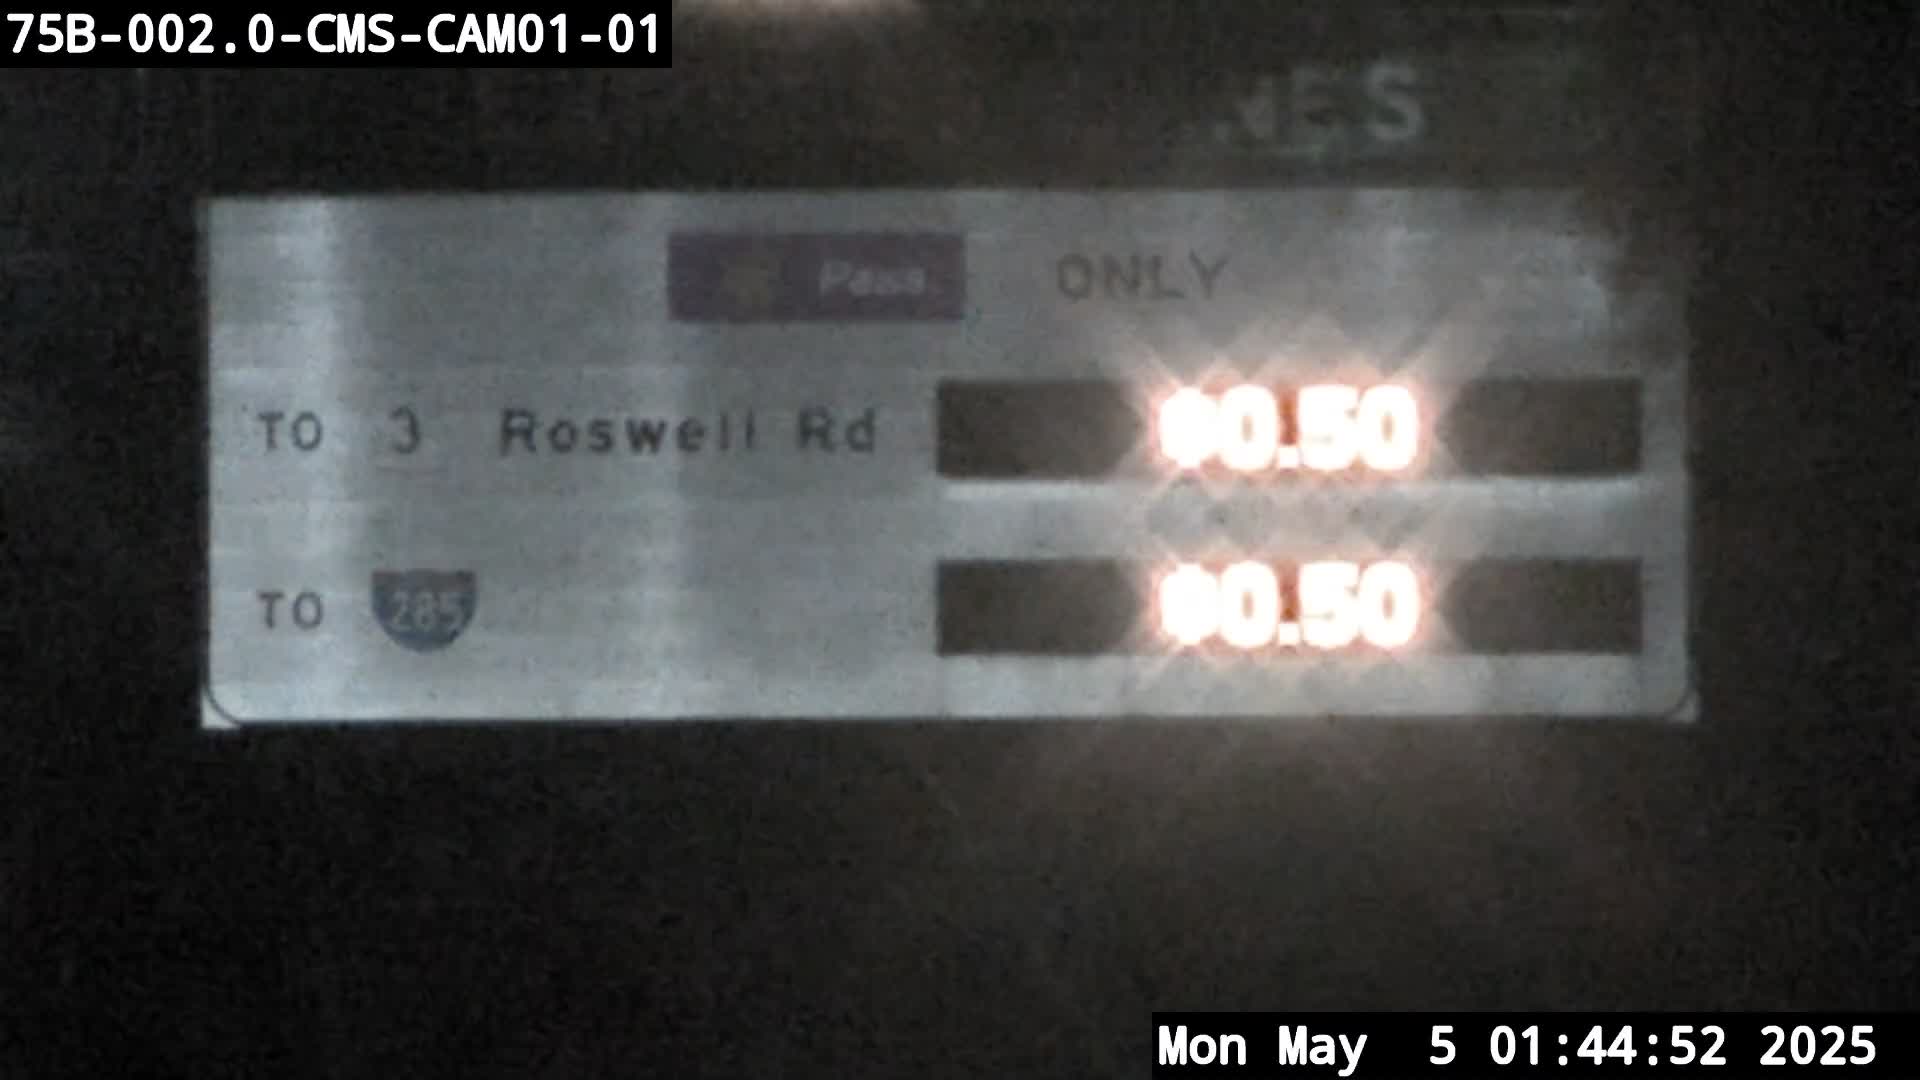 75B-002.0-CMS-CAM01-01
Pass ONLY
TO 3 Roswell Rd $0.50
TO 285 $0.50
Mon May 5 01:44:52 2025